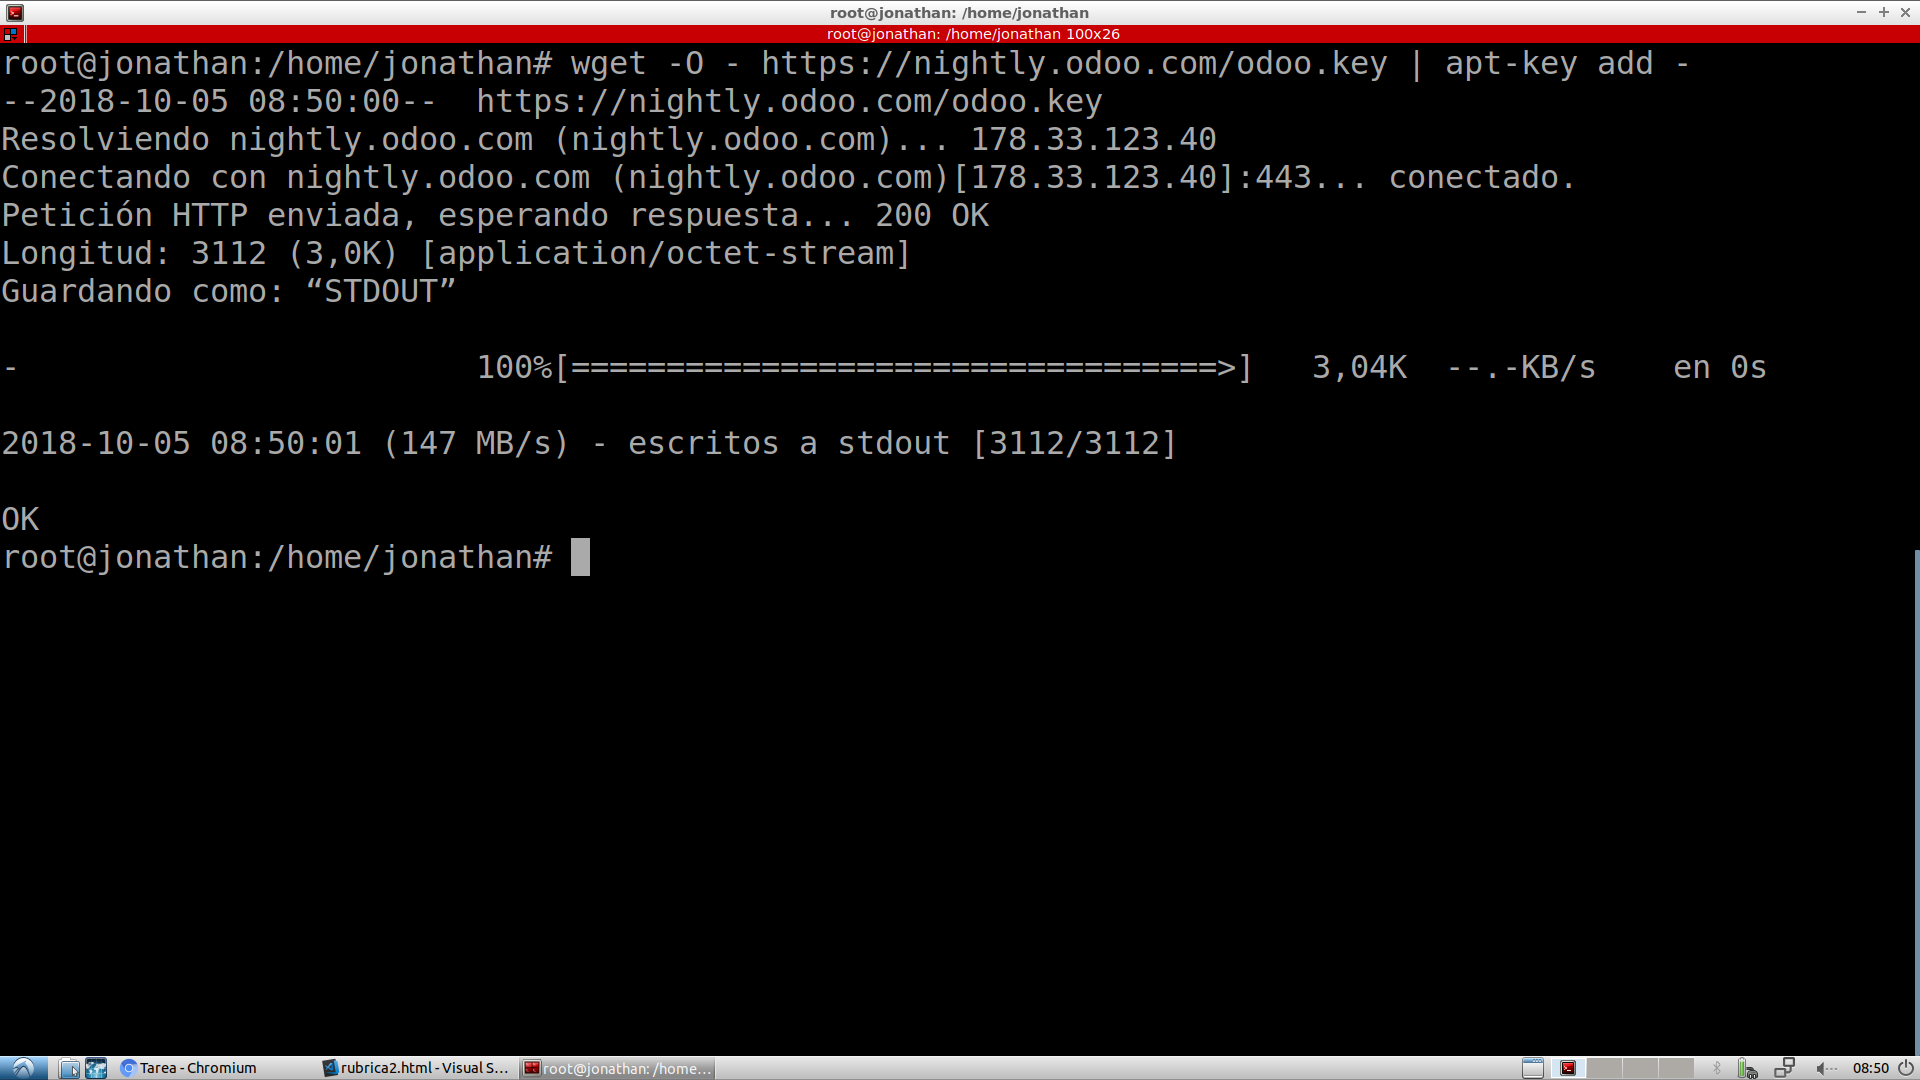 root@jonathan: /home/jonathan
root@jonathan: /home/jonathan 100x26
root@jonathan:/home/jonathan# wget -O - https://nightly.odoo.com/odoo.key | apt-key add -
--2018-10-05 08:50:00--  https://nightly.odoo.com/odoo.key
Resolviendo nightly.odoo.com (nightly.odoo.com)... 178.33.123.40
Conectando con nightly.odoo.com (nightly.odoo.com)[178.33.123.40]:443... conectado.
Petición HTTP enviada, esperando respuesta... 200 OK
Longitud: 3112 (3,0K) [application/octet-stream]
Guardando como: “STDOUT”
-                        100%[==================================>]   3,04K  --.-KB/s    en 0s
2018-10-05 08:50:01 (147 MB/s) - escritos a stdout [3112/3112]
OK
root@jonathan:/home/jonathan#
Tarea - Chromium
rubrica2.html - Visual S...
root@jonathan: /home...
08:50